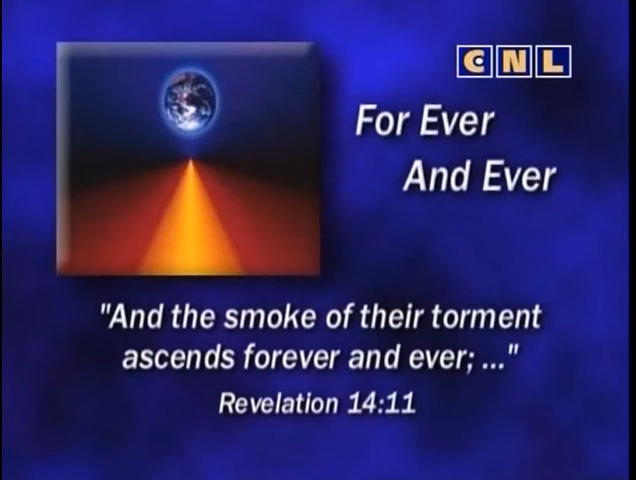 CNL
For Ever
And Ever
"And the smoke of their torment
ascends forever and ever; ..."
Revelation 14:11